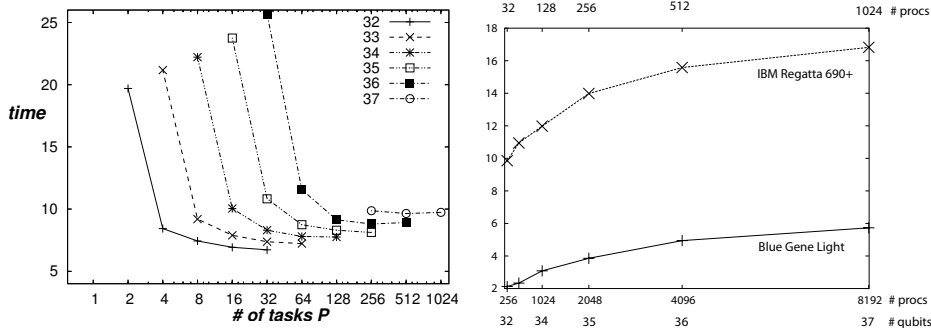 25
20
15
10
5
time
32
33
34
35
36
37
1 2 4 8 16 32 64 128 256 512 1024
# of tasks P
32 128 256 512 1024 # procs
18
16
14
12
10
8
6
4
2
IBM Regatta 690+
Blue Gene Light
256 1024 2048 4096 8192 # procs
32 34 35 36 37 # qubits